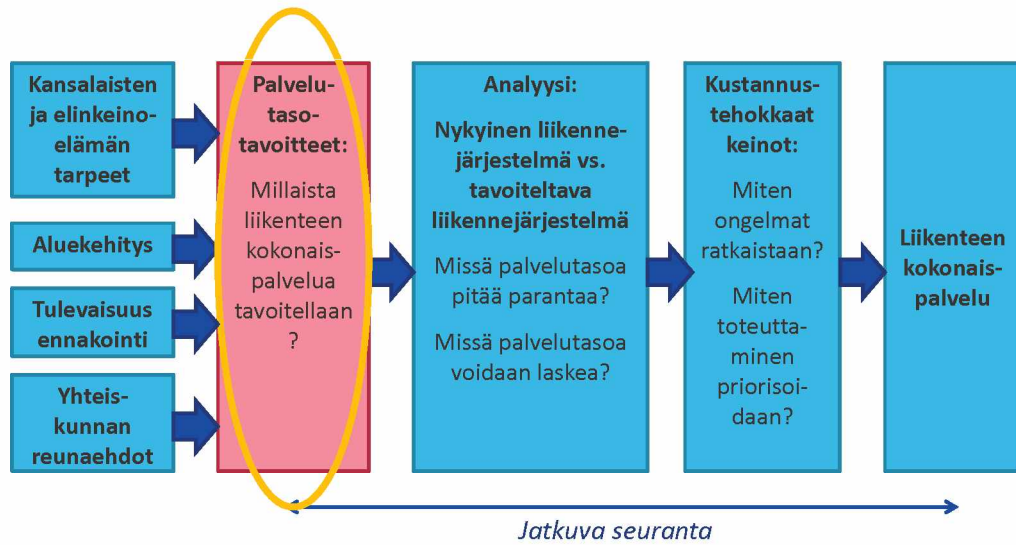 Kansalaisten
ja elinkeino-
elämän
tarpeet
Aluekehitys
Tulevaisuus
ennakointi
Yhteis-
kunnan
reunaehdot
Palvelu-
taso-
tavoitteet:
Millaista
liikenteen
kokonais-
palvelua
tavoitellaan
?
Analyysi:
Nykyinen liikenne-
järjestelmä vs.
tavoiteltava
liikennejärjestelmä
Missä palvelutasoa
pitää parantaa?
Missä palvelutasoa
voidaan laskea?
Kustannus-
tehokkaat
keinot:
Miten
ongelmat
ratkaistaan?
Miten
toteutta-
minen
priorisoi-
daan?
Liikenteen
kokonais-
palvelu
Jatkuva seuranta